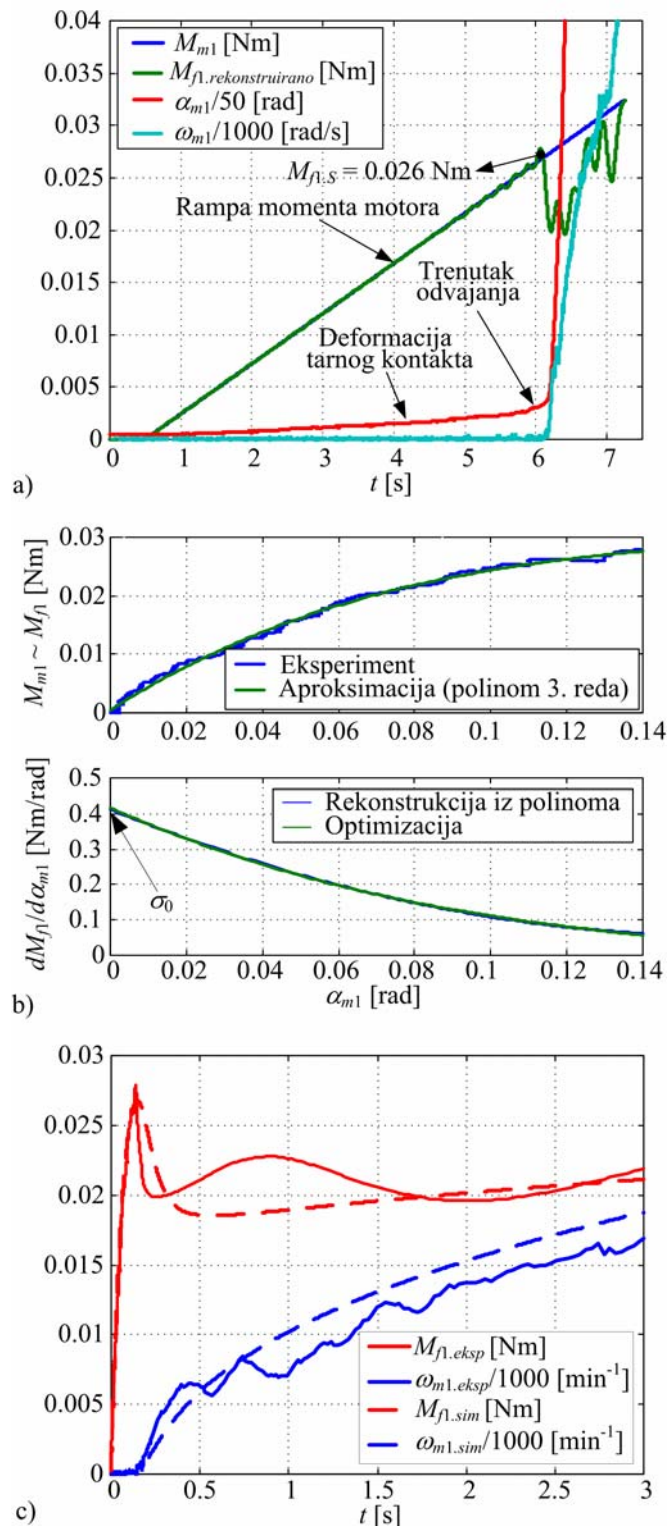 0.04
0.035
0.03
0.025
0.02
0.015
0.01
0.005
0
M_m1 [Nm]
M_f1.rekonstruirano [Nm]
α_m1/50 [rad]
ω_m1/1000 [rad/s]
M_f1.S = 0.026 Nm
Rampa momenta motora
Trenutak
odvajanja
Deformacija
tarnog kontakta
0 1 2 3 4 5 6 7
t [s]
a)
M_m1 ~ M_f1 [Nm]
0.03
0.02
0.01
0
Eksperiment
Aproksimacija (polinom 3. reda)
0 0.02 0.04 0.06 0.08 0.1 0.12 0.14
dM_f1/dα_m1 [Nm/rad]
0.5
0.4
0.3
0.2
0.1
0
Rekonstrukcija iz polinoma
Optimizacija
σ_0
0 0.02 0.04 0.06 0.08 0.1 0.12 0.14
α_m1 [rad]
b)
0.03
0.025
0.02
0.015
0.01
0.005
0
M_f1.eksp [Nm]
ω_m1.eksp/1000 [min⁻¹]
M_f1.sim [Nm]
ω_m1.sim/1000 [min⁻¹]
0 0.5 1 1.5 2 2.5 3
t [s]
c)